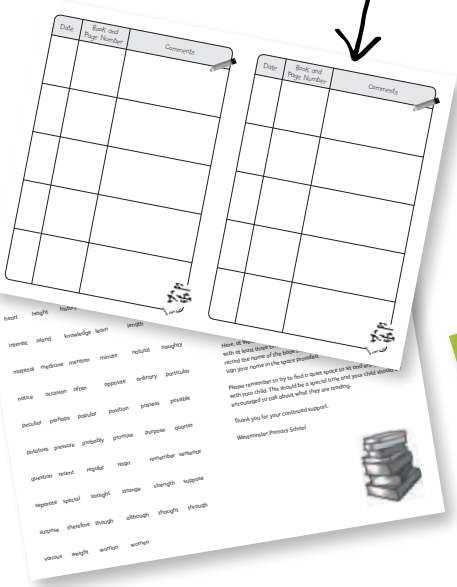 Date Book and Page Number Comments
Date Book and Page Number Comments
heart height history
interest island knowledge learn length
material medicine mention minute natural naughty
notice occasion often opposite ordinary particular
peculiar perhaps popular position possess possible
potatoes pressure probably promise purpose quarter
question recent regular reign remember sentence
separate special straight strange strength suppose
surprise therefore though although thought through
various weight woman women
Here, at We
with at least three
record the name of the book
sign your name in the space provided.
Please remember to try to find a quiet space to sit and
with your child. This should be a special time and your child should
encouraged to talk about what they are reading.
Thank you for your continued support.
Westminster Primary School